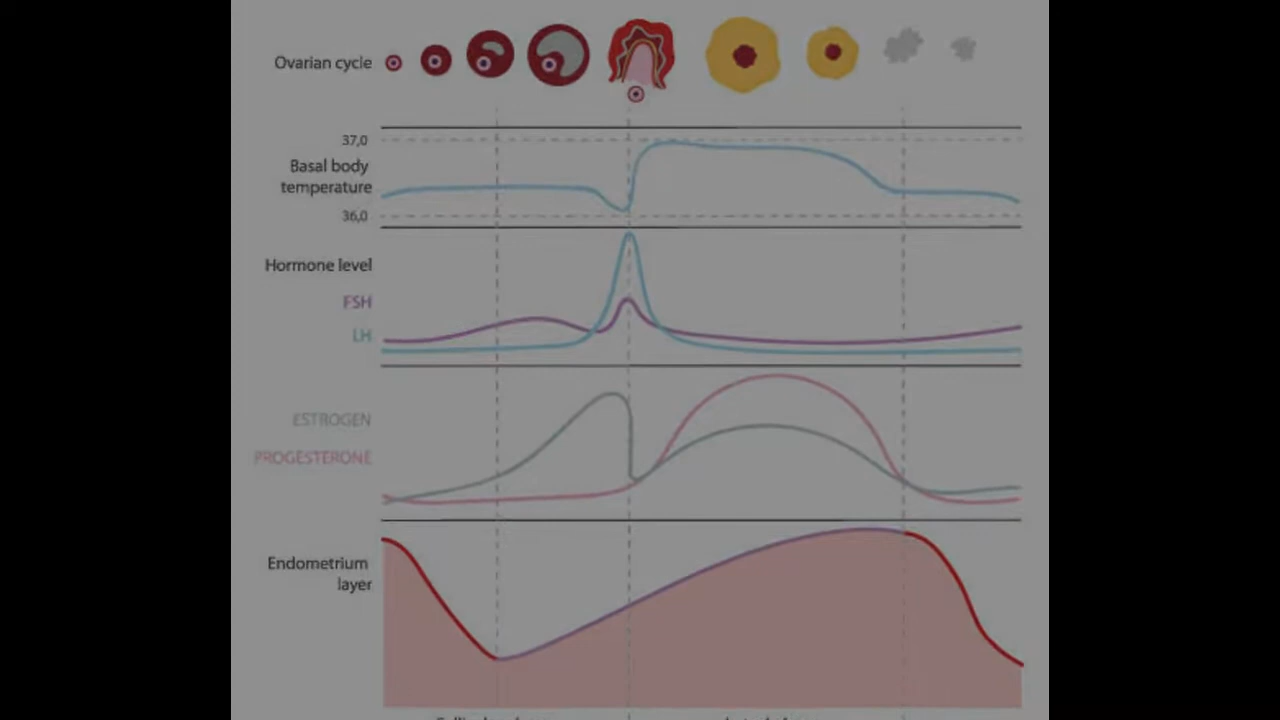 Ovarian cycle
37,0
Basal body
temperature
36,0
Hormone level
FSH
LH
ESTROGEN
PROGESTERONE
Endometrium
layer